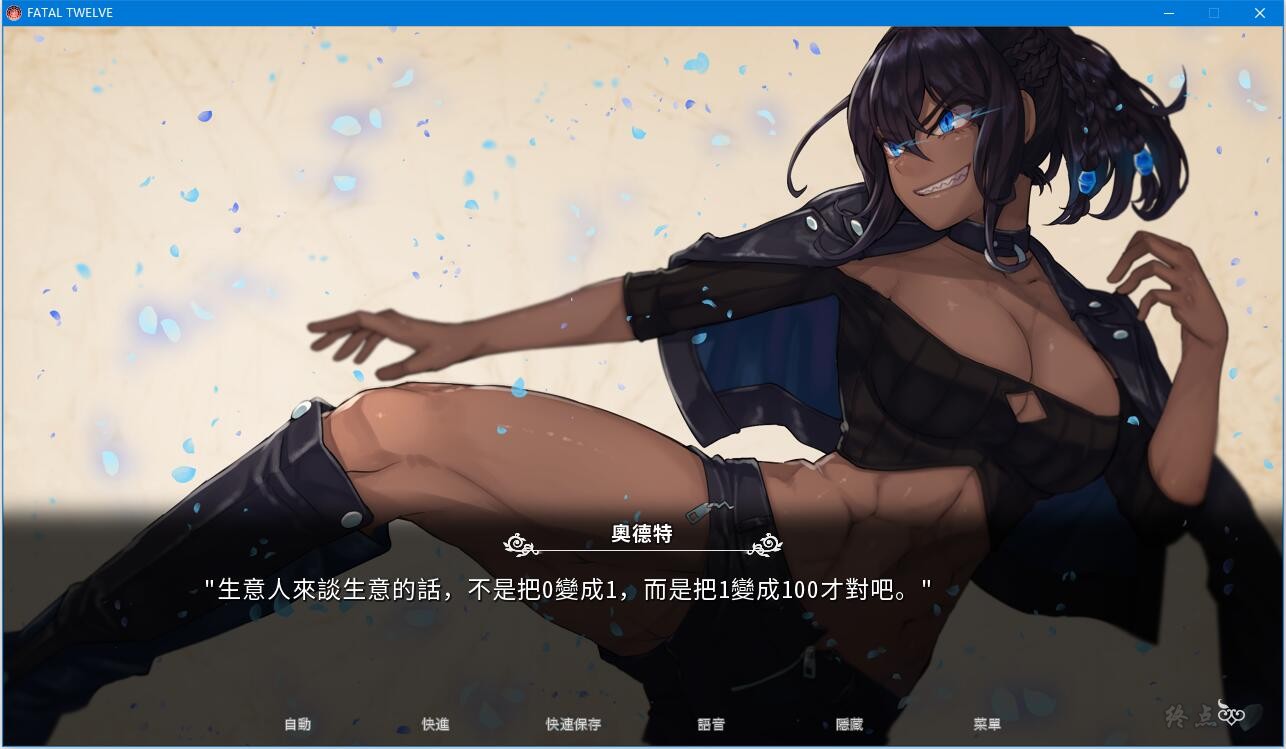 FATAL TWELVE
奧德特
"生意人來談生意的話，不是把0變成1，而是把1變成100才對吧。"
自動 快進 快速保存 語音 隱藏 菜單
终点